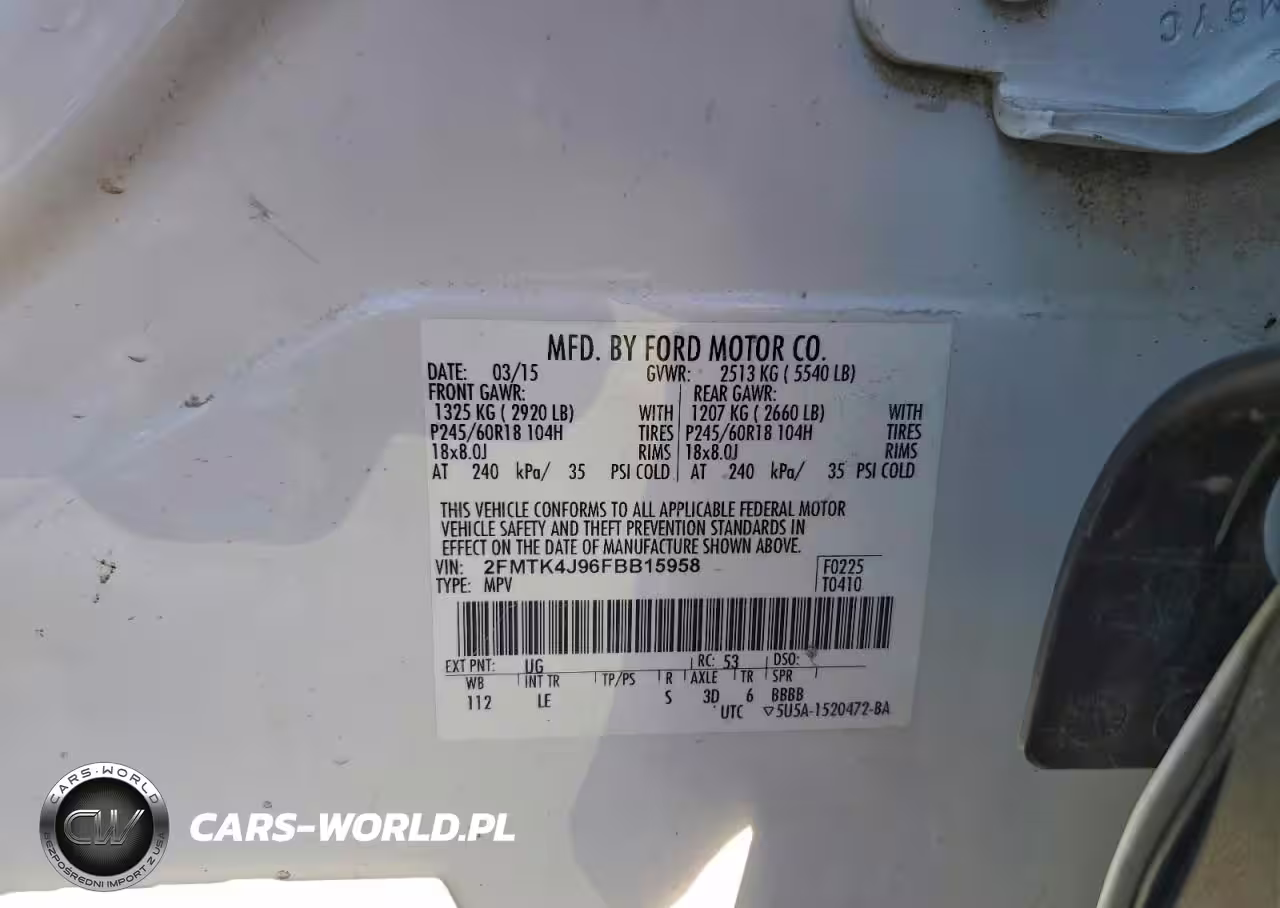 M9YC
MFD. BY FORD MOTOR CO.
DATE: 03/15 GVWR: 2513 KG ( 5540 LB)
FRONT GAWR: REAR GAWR:
1325 KG ( 2920 LB) WITH 1207 KG ( 2660 LB) WITH
P245/60R18 104H TIRES P245/60R18 104H TIRES
18x8.0J RIMS 18x8.0J RIMS
AT 240 kPa/ 35 PSI COLD AT 240 kPa/ 35 PSI COLD
THIS VEHICLE CONFORMS TO ALL APPLICABLE FEDERAL MOTOR
VEHICLE SAFETY AND THEFT PREVENTION STANDARDS IN
EFFECT ON THE DATE OF MANUFACTURE SHOWN ABOVE.
VIN: 2FMTK4J96FBB15958 F0225
TYPE: MPV T0410
EXT PNT: UG RC: 53 DSO:
WB INT TR TP/PS R AXLE TR SPR
112 LE S 3D 6 BBBB
UTC ▽5U5A-1520472-BA
CARS-WORLD
CW
BEZPOŚREDNI IMPORT Z USA
CARS-WORLD.PL